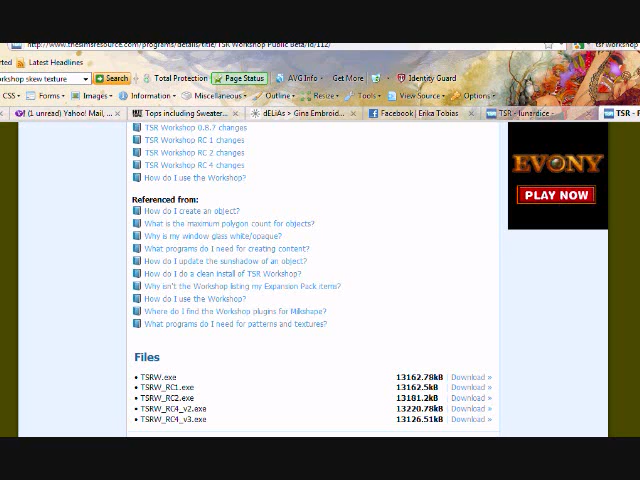 http://www.thesimsresource.com/programs/details/title/TSR Workshop Public Beta/id/112/
Latest Headlines
orkshop skew texture Search Total Protection Page Status AVG Info Get More Identity Guard
CSS Forms Images Information Miscellaneous Outline Resize Tools View Source Options
(1 unread) Yahoo! Mail, ... Tops including Sweater... dELiAs > Gina Embroid... Facebook | Erika Tobias TSR - lunardice - TSR - F
TSR Workshop 0.8.7 changes
TSR Workshop RC 1 changes
TSR Workshop RC 2 changes
TSR Workshop RC 4 changes
How do I use the Workshop?
Referenced from:
How do I create an object?
What is the maximum polygon count for objects?
Why is my window glass white/opaque?
What programs do I need for creating content?
How do I update the sunshadow of an object?
How do I do a clean install of TSR Workshop?
Why isn't the Workshop listing my Expansion Pack items?
How do I use the Workshop?
Where do I find the Workshop plugins for Milkshape?
What programs do I need for patterns and textures?
Files
TSRW.exe 13162.78kB Download »
TSRW_RC1.exe 13162.5kB Download »
TSRW_RC2.exe 13181.2kB Download »
TSRW_RC4_v2.exe 13220.78kB Download »
TSRW_RC4_v3.exe 13126.51kB Download »
EVONY
PLAY NOW